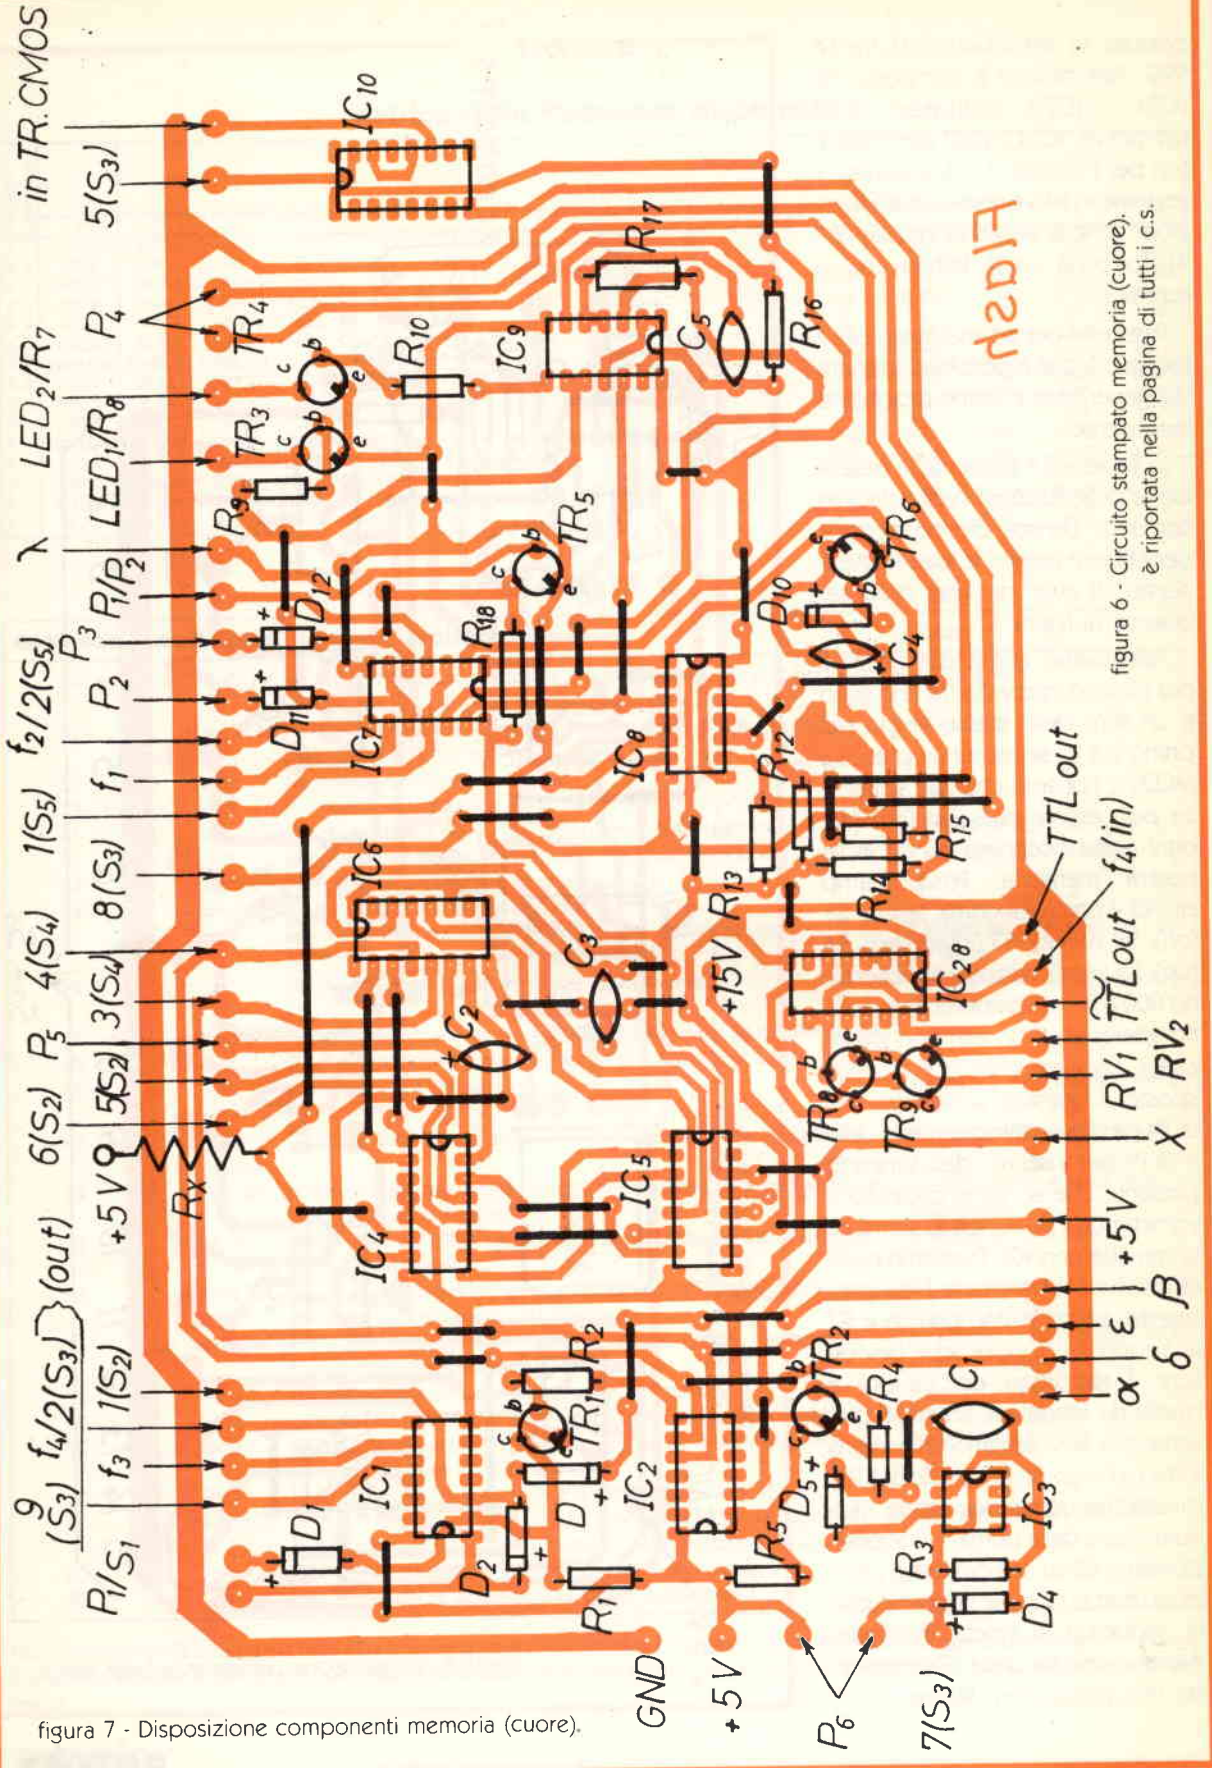 in TR.CMOS
5(S3)
P4
LED2/R7
LED1/R8
λ
P1/P2
P3
P2
f2/2(S5)
f1
1(S5)
8(S3)
4(S4)
3(S4)
P5
5(S2)
6(S2)
+5 V
Rx
9
(S3)
f4/2(S3)
(out)
f3
1(S2)
P1/S1
IC10
TR4
TR3
c
b
e
c
b
e
R10
R9
R17
IC9
C5
R16
+
D12
+
D11
IC7
R18
TR5
c
b
e
TR6
e
b
c
D10
+
C4
+
IC8
R12
R13
R14
R15
IC6
C3
C2
+
+15V
IC28
TR8
b
e
c
TR9
b
e
c
IC4
IC5
R2
TR1
b
c
e
D
+
IC1
D1
+
D2
+
R1
IC2
R5
D5
+
TR2
b
c
e
R4
C1
IC3
R3
D4
+
TTL out
f4(in)
TTLout
RV2
RV1
X
+5V
β
ε
δ
α
GND
+5V
P6
7(S3)
Flash
figura 6 - Circuito stampato memoria (cuore).
è riportata nella pagina di tutti i c.s.
figura 7 - Disposizione componenti memoria (cuore).